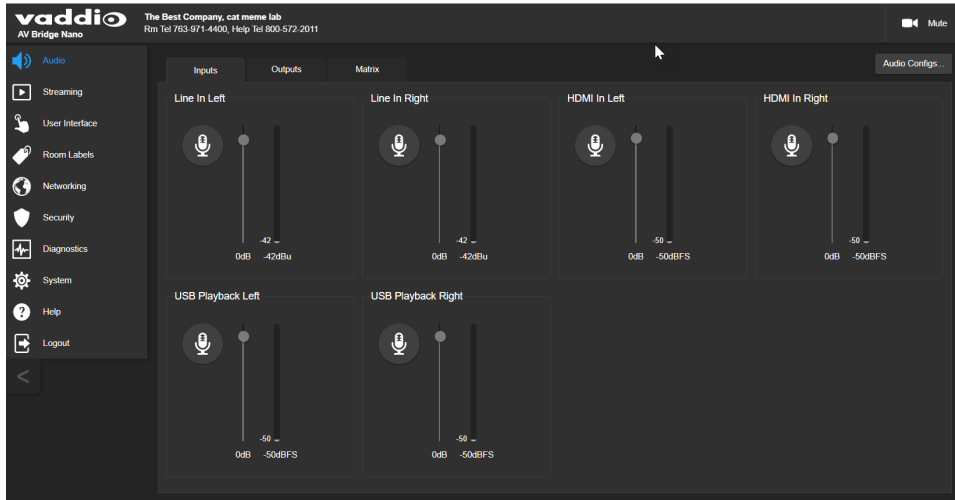 vaddio
AV Bridge Nano
The Best Company, cat meme lab
Rm Tel 763-971-4400, Help Tel 800-572-2011
Mute
Audio
Streaming
User Interface
Room Labels
Networking
Security
Diagnostics
System
?
Help
Logout
<
Inputs
Outputs
Matrix
Audio Configs...
Line In Left
-42
0dB -42dBu
Line In Right
-42
0dB -42dBu
HDMI In Left
-50
0dB -50dBFS
HDMI In Right
-50
0dB -50dBFS
USB Playback Left
-50
0dB -50dBFS
USB Playback Right
-50
0dB -50dBFS